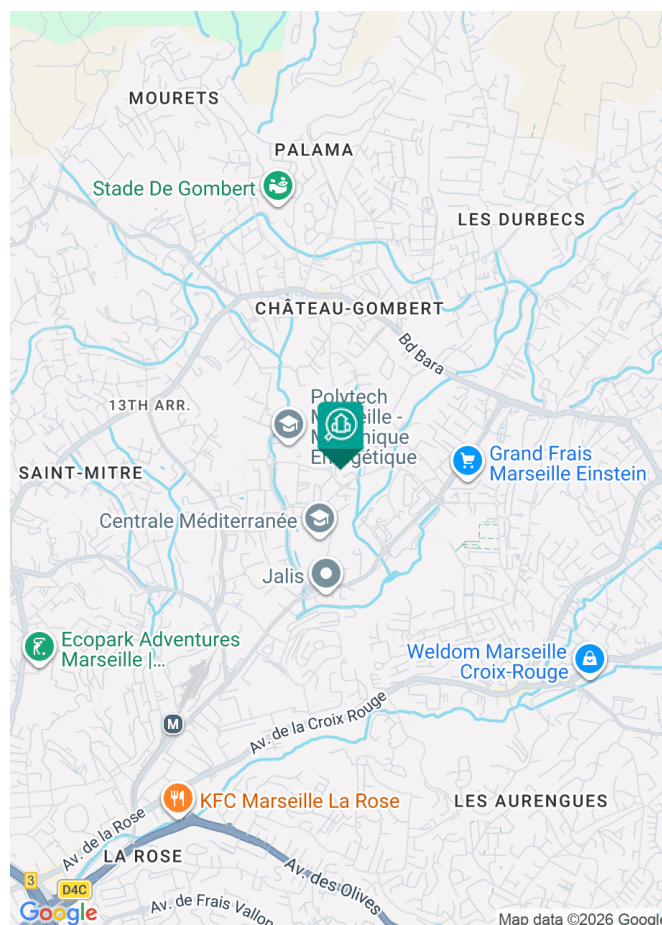 MOURETS
PALAMA
Stade De Gombert
LES DURBECS
CHÂTEAU-GOMBERT
Bd Bara
13TH ARR.
Polytech
Grand Frais
Marseille Einstein
SAINT-MITRE
Centrale Méditerranée
Jalis
Ecopark Adventures
Marseille |...
Weldom Marseille
Croix-Rouge
M
Av. de la Croix Rouge
KFC Marseille La Rose
LES AURENGUES
Av. de la Rose
LA ROSE
Av. des Olives
3
D4C
Av. de Frais Vallon
Google
Map data ©2026 Google